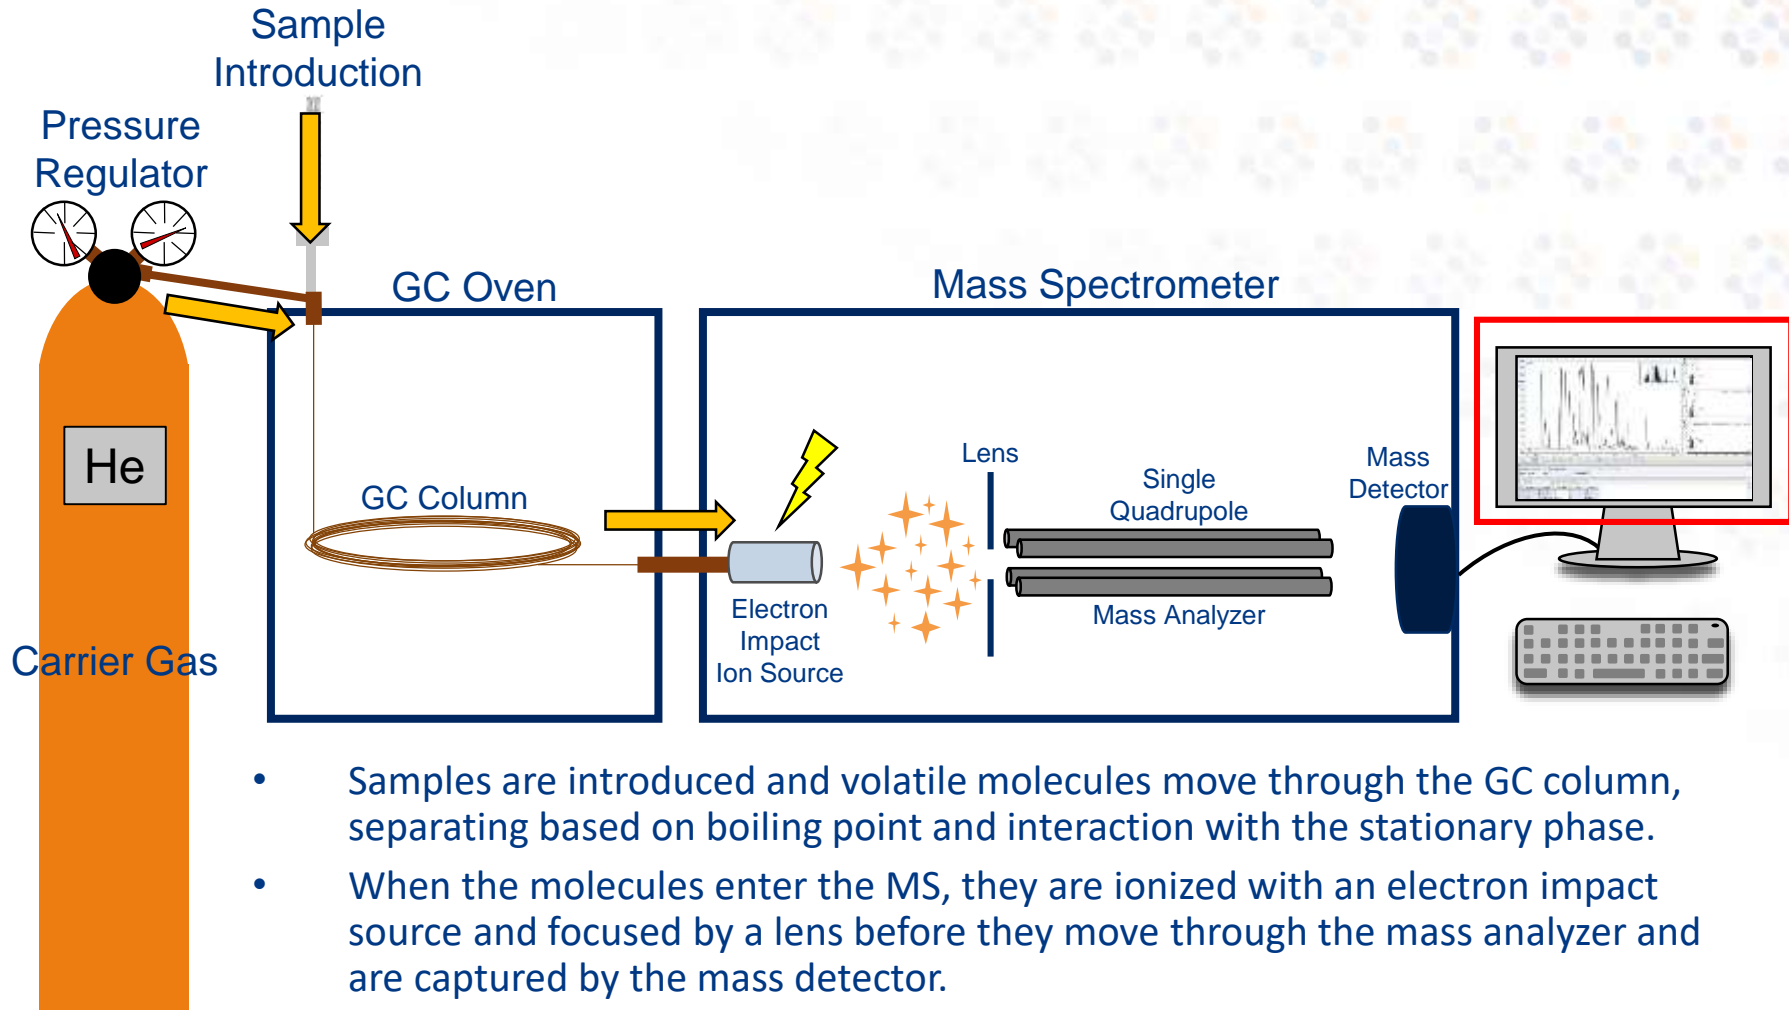 Sample
Introduction
Pressure
Regulator
GC Oven
Mass Spectrometer
He
GC Column
Lens
Single
Quadrupole
Mass
Detector
Electron
Impact
Ion Source
Mass Analyzer
Carrier Gas
• Samples are introduced and volatile molecules move through the GC column,
separating based on boiling point and interaction with the stationary phase.
• When the molecules enter the MS, they are ionized with an electron impact
source and focused by a lens before they move through the mass analyzer and
are captured by the mass detector.